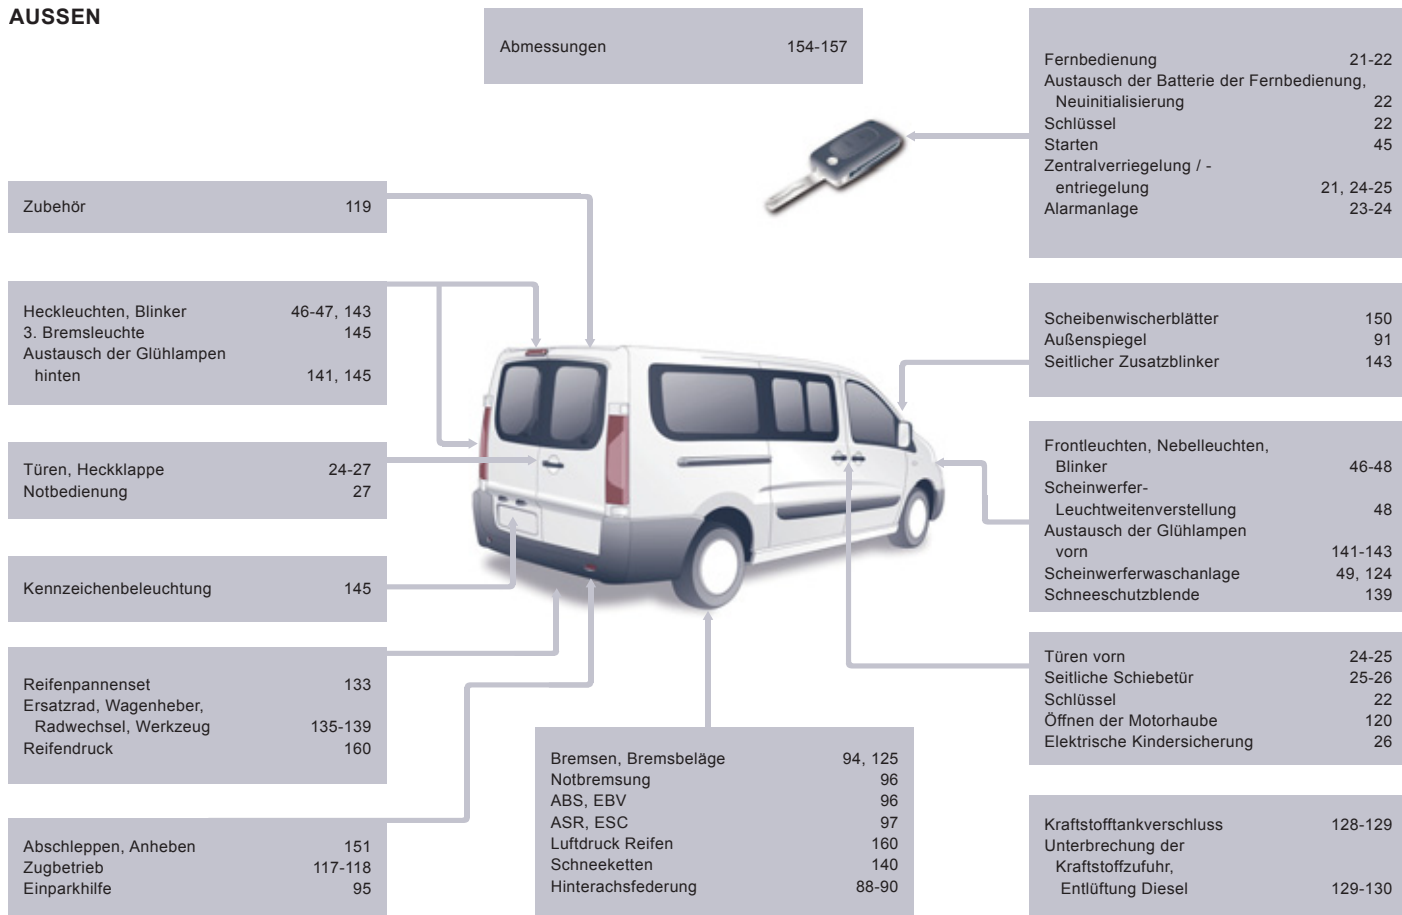 AUSSEN
Abmessungen 154-157
Fernbedienung 21-22
Austausch der Batterie der Fernbedienung,
Neuinitialisierung 22
Schlüssel 22
Starten 45
Zentralverriegelung / -
entriegelung 21, 24-25
Alarmanlage 23-24
Zubehör 119
Heckleuchten, Blinker 46-47, 143
3. Bremsleuchte 145
Austausch der Glühlampen
hinten 141, 145
Türen, Heckklappe 24-27
Notbedienung 27
Kennzeichenbeleuchtung 145
Reifenpannenset 133
Ersatzrad, Wagenheber,
Radwechsel, Werkzeug 135-139
Reifendruck 160
Abschleppen, Anheben 151
Zugbetrieb 117-118
Einparkhilfe 95
Bremsen, Bremsbeläge 94, 125
Notbremsung 96
ABS, EBV 96
ASR, ESC 97
Luftdruck Reifen 160
Schneeketten 140
Hinterachsfederung 88-90
Scheibenwischerblätter 150
Außenspiegel 91
Seitlicher Zusatzblinker 143
Frontleuchten, Nebelleuchten,
Blinker 46-48
Scheinwerfer-
Leuchtweitenverstellung 48
Austausch der Glühlampen
vorn 141-143
Scheinwerferwaschanlage 49, 124
Schneeschutzblende 139
Türen vorn 24-25
Seitliche Schiebetür 25-26
Schlüssel 22
Öffnen der Motorhaube 120
Elektrische Kindersicherung 26
Kraftstofftankverschluss 128-129
Unterbrechung der
Kraftstoffzufuhr,
Entlüftung Diesel 129-130